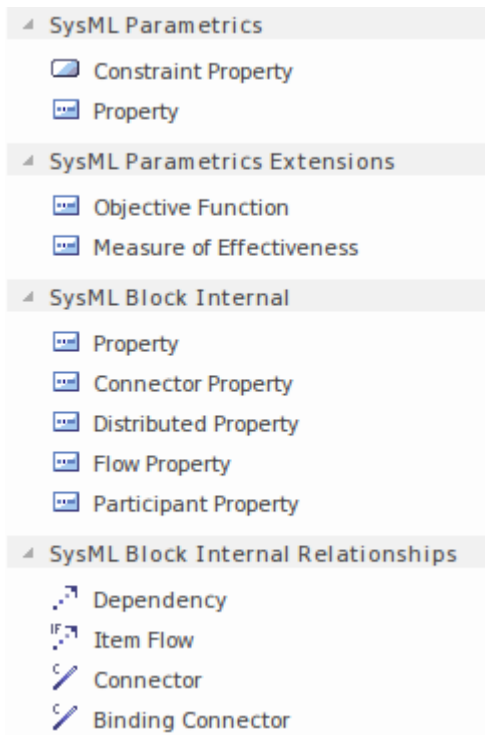 SysML Parametrics
Constraint Property
Property
SysML Parametrics Extensions
Objective Function
Measure of Effectiveness
SysML Block Internal
Property
Connector Property
Distributed Property
Flow Property
Participant Property
SysML Block Internal Relationships
Dependency
IF Item Flow
C Connector
C Binding Connector